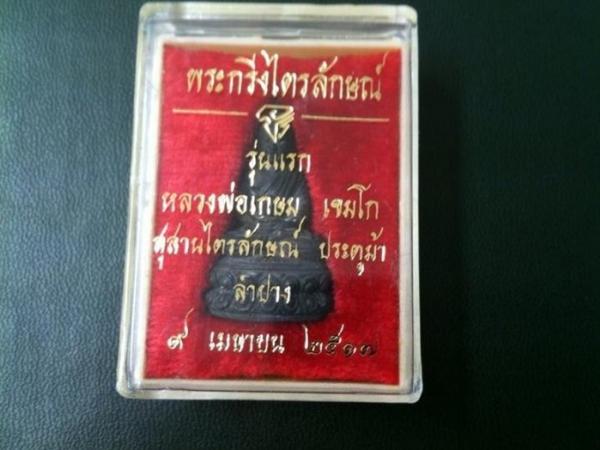 พระกริ่งไตรลักษณ์
รุ่นแรก
หลวงพ่อเกษม เขมโก
สุสานไตรลักษณ์ ประตูม้า
ลำปาง
๙ เมษายน ๒๕๑๗